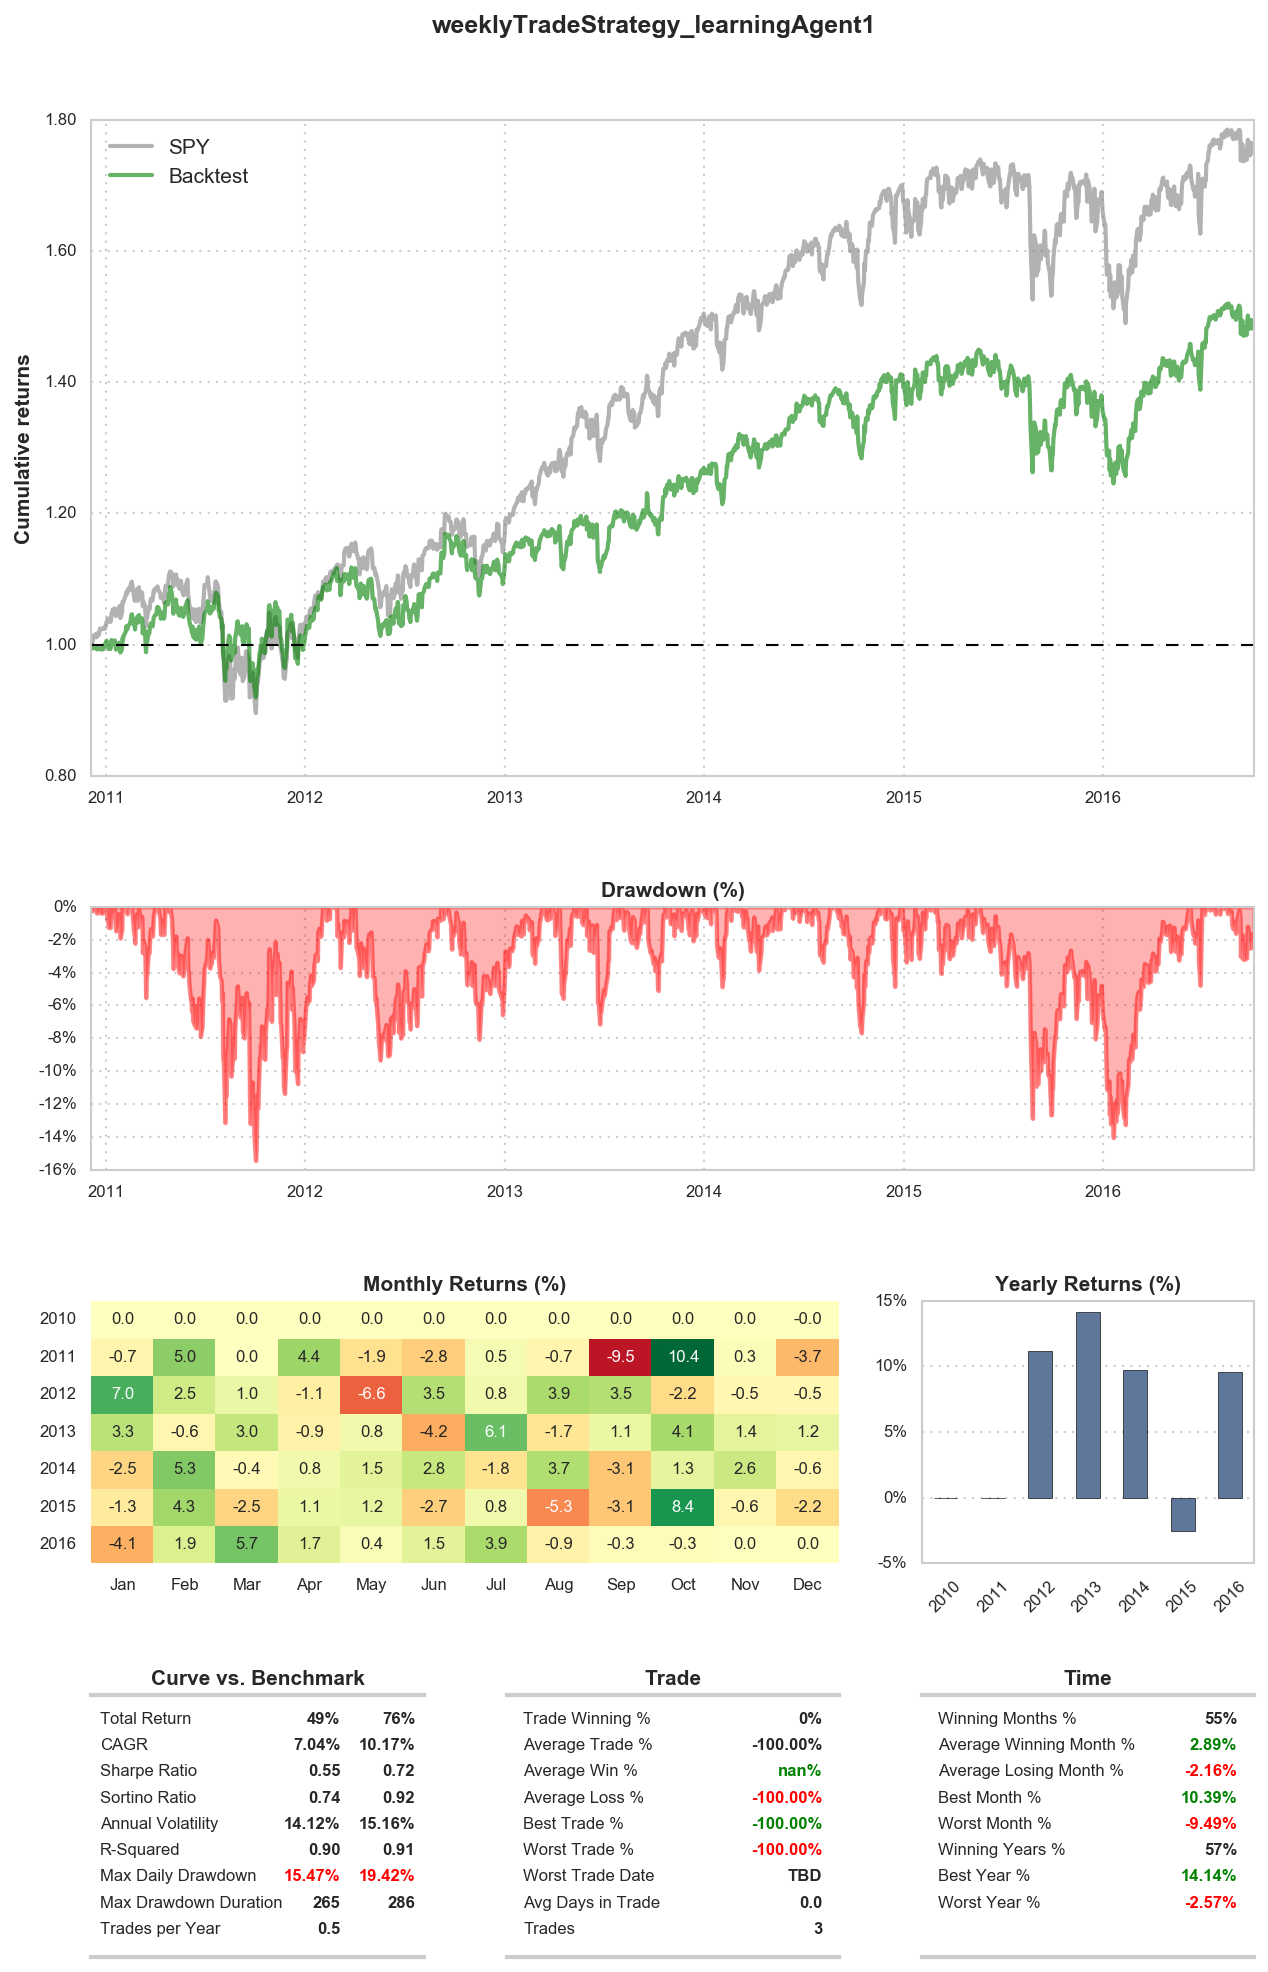 weeklyTradeStrategy_learningAgent1
1.80
SPY
Backtest
1.60
1.40
Cumulative returns
1.20
1.00
0.80
2011 2012 2013 2014 2015 2016
Drawdown (%)
0%
-2%
-4%
-6%
-8%
-10%
-12%
-14%
-16%
2011 2012 2013 2014 2015 2016
Monthly Returns (%)
2010 0.0 0.0 0.0 0.0 0.0 0.0 0.0 0.0 0.0 0.0 0.0 -0.0
2011 -0.7 5.0 0.0 4.4 -1.9 -2.8 0.5 -0.7 -9.5 10.4 0.3 -3.7
2012 7.0 2.5 1.0 -1.1 -6.6 3.5 0.8 3.9 3.5 -2.2 -0.5 -0.5
2013 3.3 -0.6 3.0 -0.9 0.8 -4.2 6.1 -1.7 1.1 4.1 1.4 1.2
2014 -2.5 5.3 -0.4 0.8 1.5 2.8 -1.8 3.7 -3.1 1.3 2.6 -0.6
2015 -1.3 4.3 -2.5 1.1 1.2 -2.7 0.8 -5.3 -3.1 8.4 -0.6 -2.2
2016 -4.1 1.9 5.7 1.7 0.4 1.5 3.9 -0.9 -0.3 -0.3 0.0 0.0
Jan Feb Mar Apr May Jun Jul Aug Sep Oct Nov Dec
Yearly Returns (%)
15%
10%
5%
0%
-5%
2010 2011 2012 2013 2014 2015 2016
Curve vs. Benchmark
Total Return 49% 76%
CAGR 7.04% 10.17%
Sharpe Ratio 0.55 0.72
Sortino Ratio 0.74 0.92
Annual Volatility 14.12% 15.16%
R-Squared 0.90 0.91
Max Daily Drawdown 15.47% 19.42%
Max Drawdown Duration 265 286
Trades per Year 0.5
Trade
Trade Winning % 0%
Average Trade % -100.00%
Average Win % nan%
Average Loss % -100.00%
Best Trade % -100.00%
Worst Trade % -100.00%
Worst Trade Date TBD
Avg Days in Trade 0.0
Trades 3
Time
Winning Months % 55%
Average Winning Month % 2.89%
Average Losing Month % -2.16%
Best Month % 10.39%
Worst Month % -9.49%
Winning Years % 57%
Best Year % 14.14%
Worst Year % -2.57%